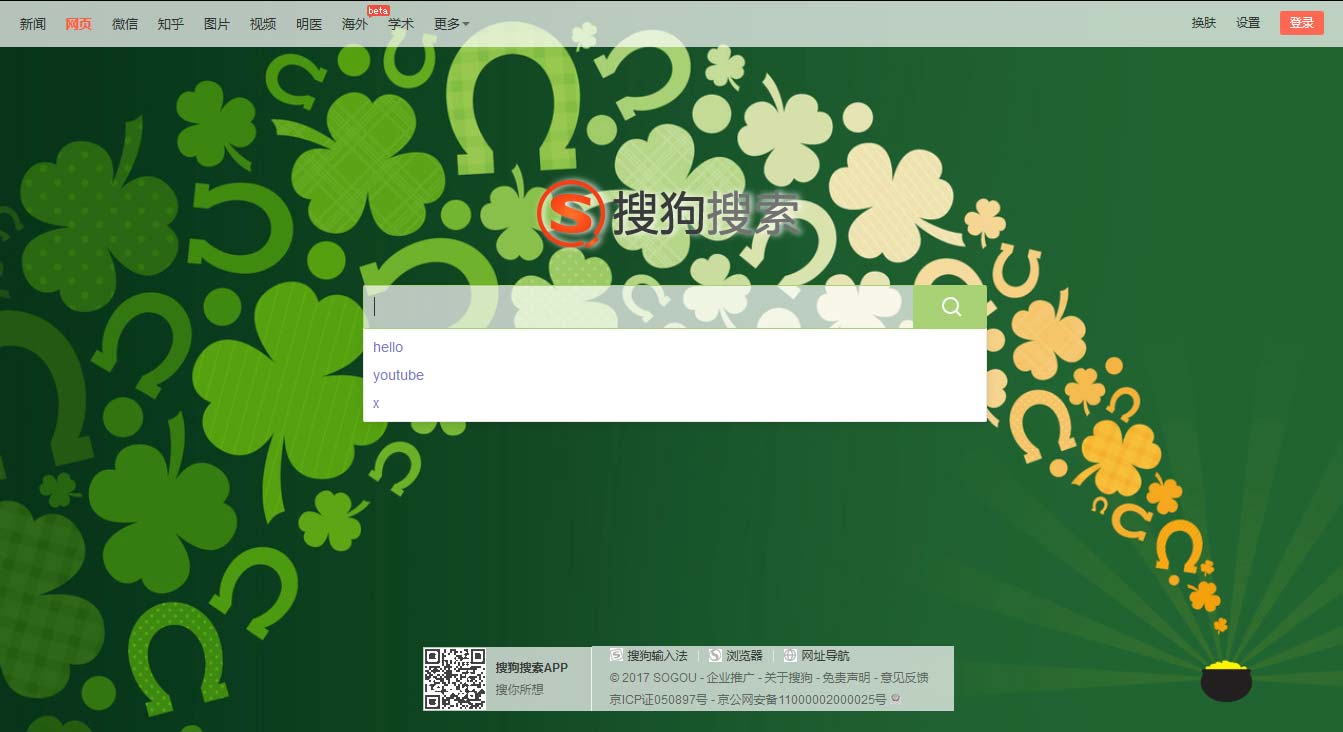 新闻 网页 微信 知乎 图片 视频 明医 海外 beta 学术 更多
换肤 设置 登录
搜狗搜索
hello
youtube
x
搜狗搜索APP
搜你所想
搜狗输入法 浏览器 网址导航
© 2017 SOGOU - 企业推广 - 关于搜狗 - 免责声明 - 意见反馈
京ICP证050897号 - 京公网安备11000002000025号